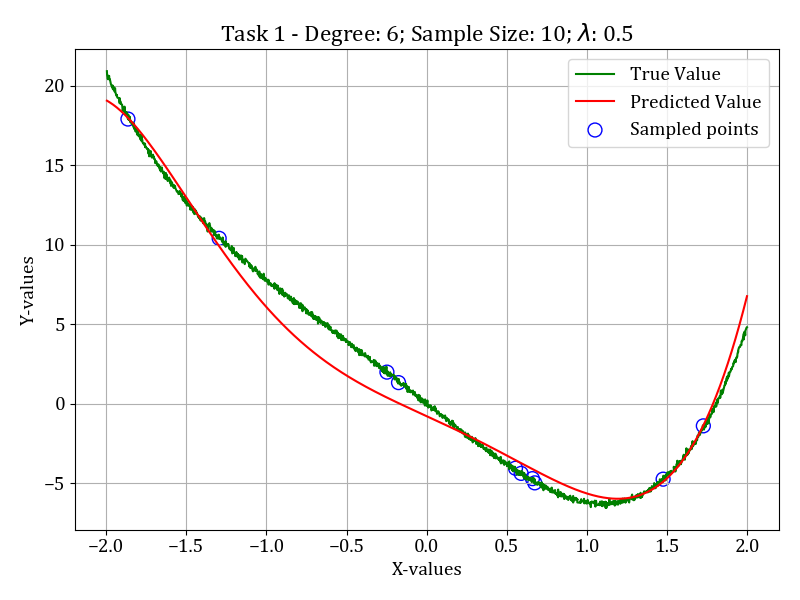 Task 1 - Degree: 6; Sample Size: 10; λ: 0.5
True Value
Predicted Value
Sampled points
Y-values
20
15
10
5
0
−5
−2.0 −1.5 −1.0 −0.5 0.0 0.5 1.0 1.5 2.0
X-values